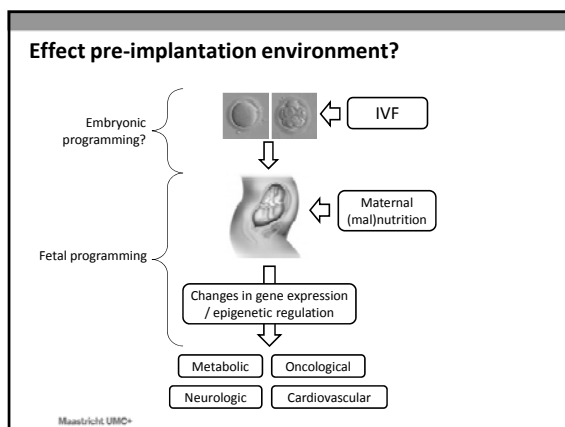 Effect pre-implantation environment?
IVF
Embryonic
programming?
Maternal
(mal)nutrition
Fetal programming
Changes in gene expression
/ epigenetic regulation
Metabolic
Oncological
Neurologic
Cardiovascular
Maastricht UMC+